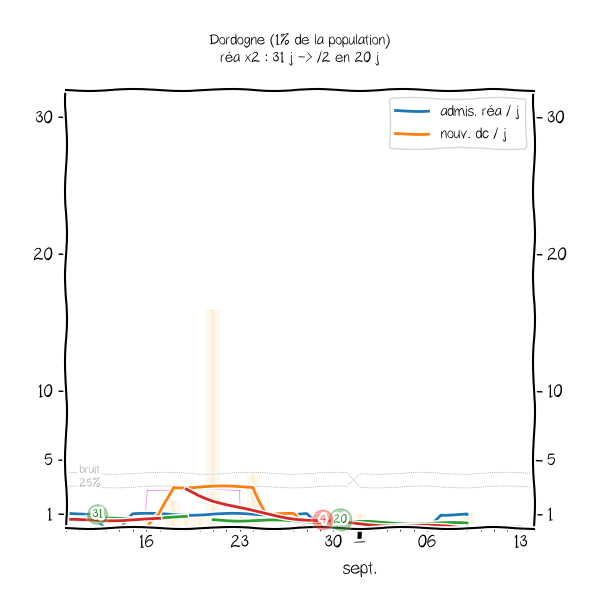 Dordogne (1% de la population)
réa x2 : 31 j -> /2 en 20 j
admis. réa / j
nouv. dc / j
30 30
20 20
10 10
5 5
bruit
25%
1 1
31 4 20
16 23 30 06 13
sept.